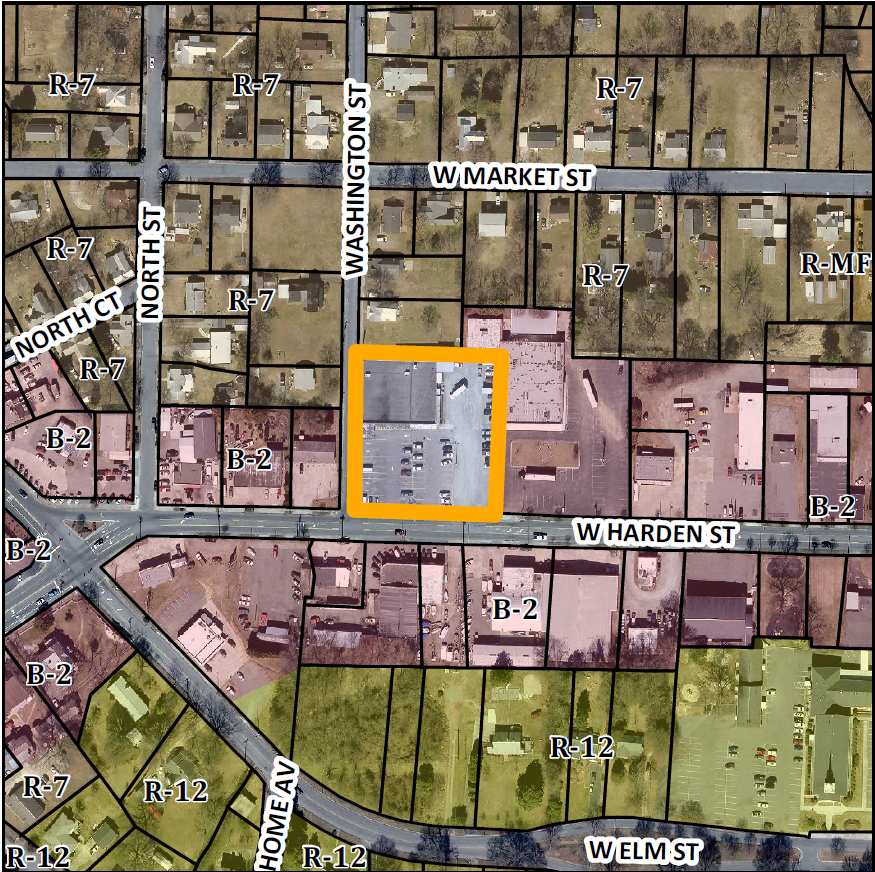 R-7
R-7
R-7
WASHINGTON ST
W MARKET ST
NORTH ST
R-7
R-7
R-7
R-MF
NORTH CT
R-7
B-2
B-2
B-2
W HARDEN ST
B-2
B-2
B-2
R-12
R-7
R-12
HOME AV
W ELM ST
R-12
R-12